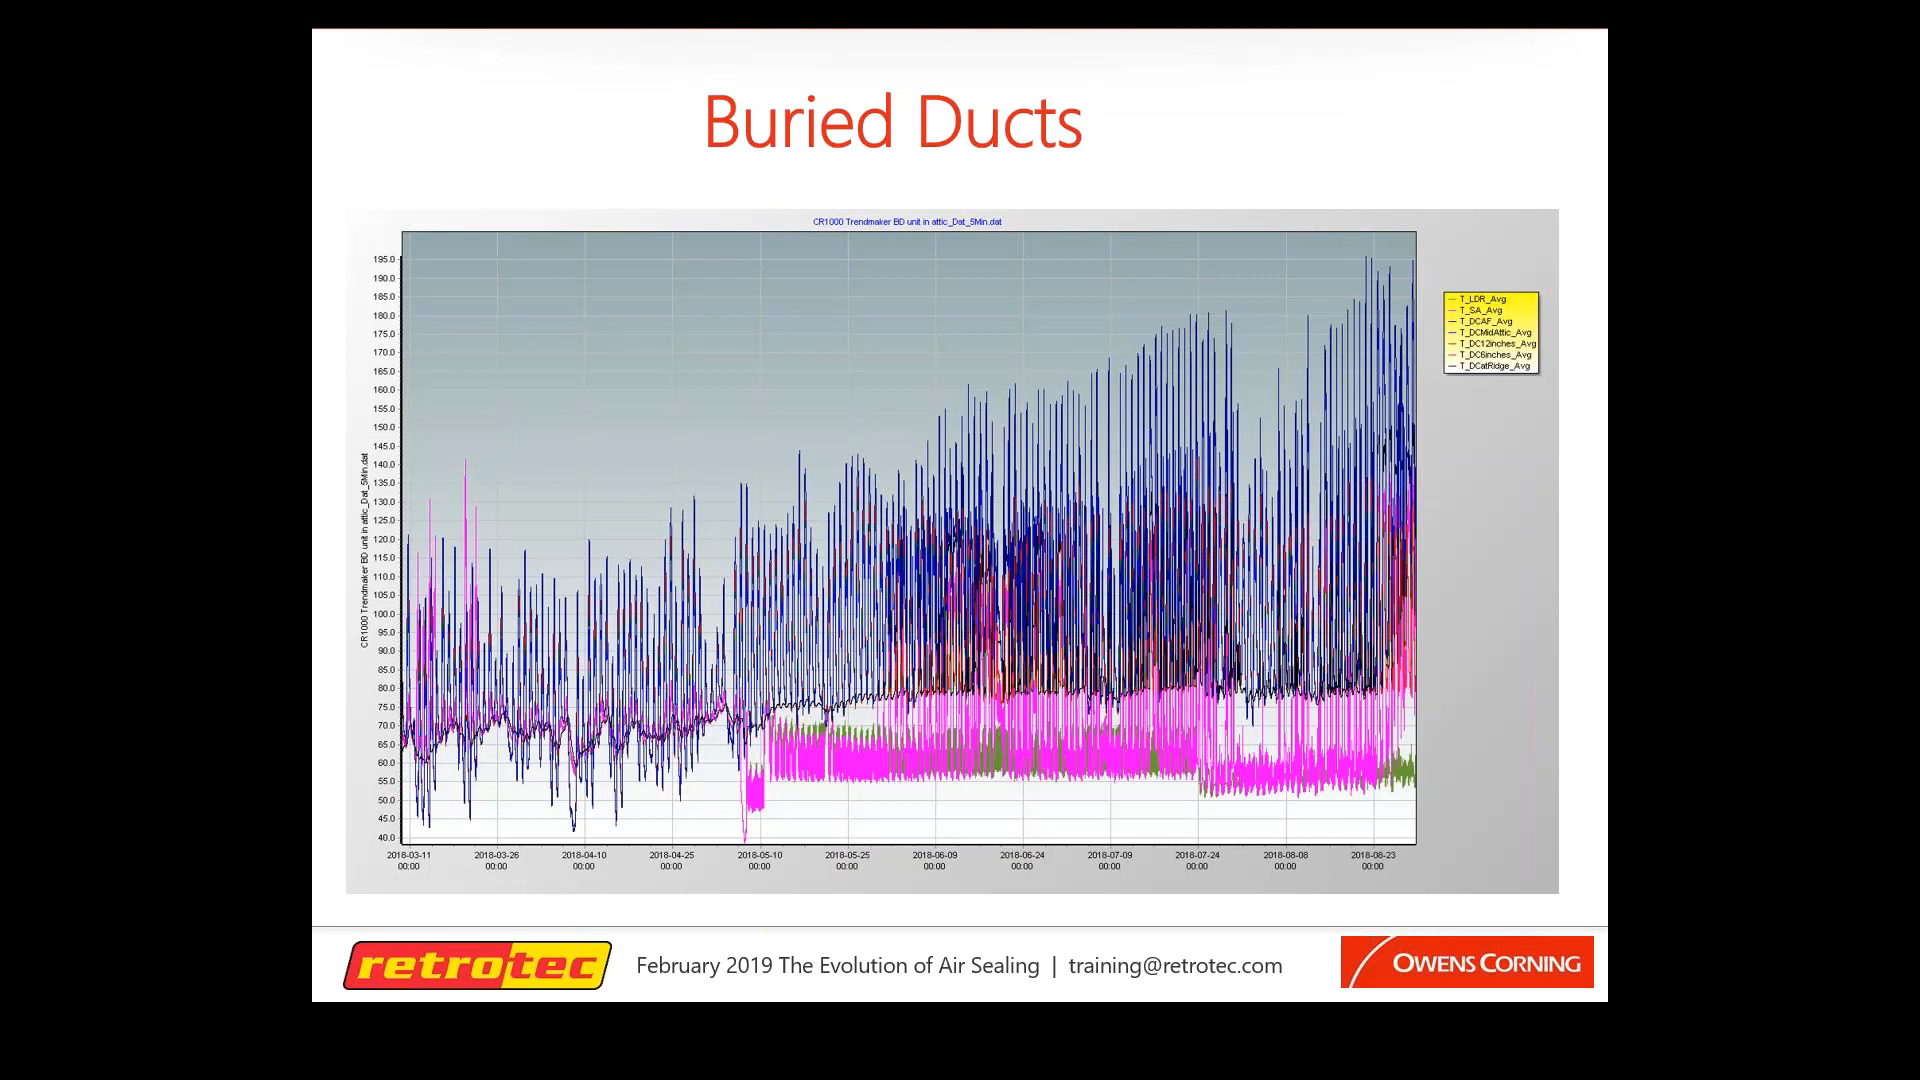 Buried Ducts
CR1000 Trendmaker BD unit in attic_Dat_5Min.dat
CR1000 Trendmaker BD unit in attic_Dat_5Min.dat
195.0
190.0
185.0
180.0
175.0
170.0
165.0
160.0
155.0
150.0
145.0
140.0
135.0
130.0
125.0
120.0
115.0
110.0
105.0
100.0
95.0
90.0
85.0
80.0
75.0
70.0
65.0
60.0
55.0
50.0
45.0
40.0
2018-03-11 2018-03-26 2018-04-10 2018-04-25 2018-05-10 2018-05-25 2018-06-09 2018-06-24 2018-07-09 2018-07-24 2018-08-08 2018-08-23
00:00 00:00 00:00 00:00 00:00 00:00 00:00 00:00 00:00 00:00 00:00 00:00
T_LDR_Avg
T_SA_Avg
T_DCAF_Avg
T_DCMidAttic_Avg
T_DC12inches_Avg
T_DC6inches_Avg
T_DCatRidge_Avg
retrotec
February 2019 The Evolution of Air Sealing | training@retrotec.com
OWENS CORNING